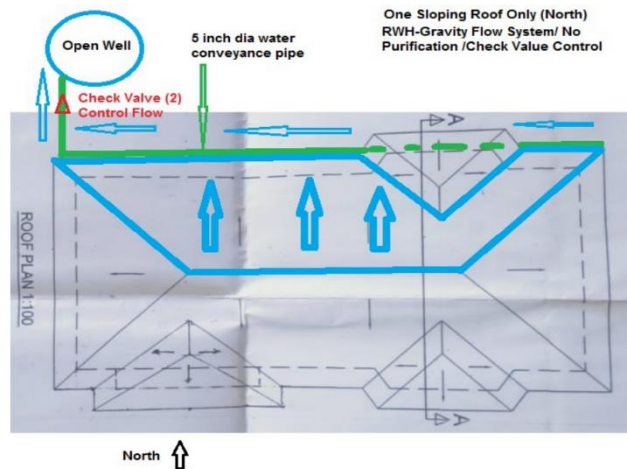 One Sloping Roof Only (North)
RWH-Gravity Flow System/ No
Purification /Check Value Control
5 inch dia water
conveyance pipe
Open Well
Check Valve (2)
Control Flow
A
ROOF PLAN 1:100
A
North